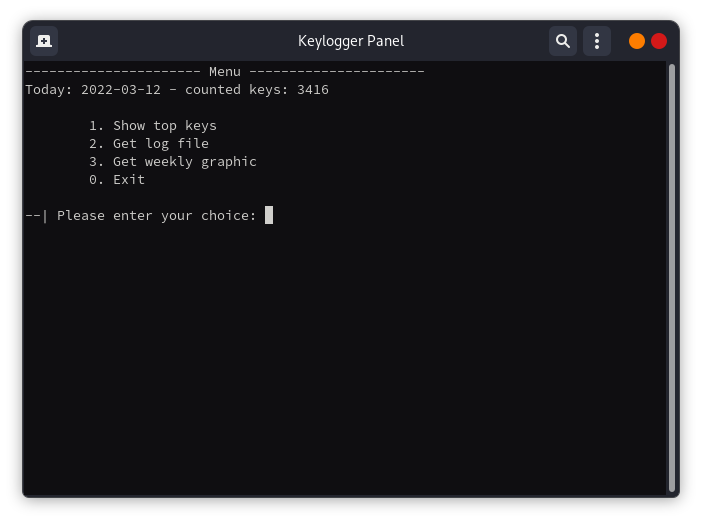 Keylogger Panel
---------------------- Menu ----------------------
Today: 2022-03-12 - counted keys: 3416
1. Show top keys
2. Get log file
3. Get weekly graphic
0. Exit
--| Please enter your choice: